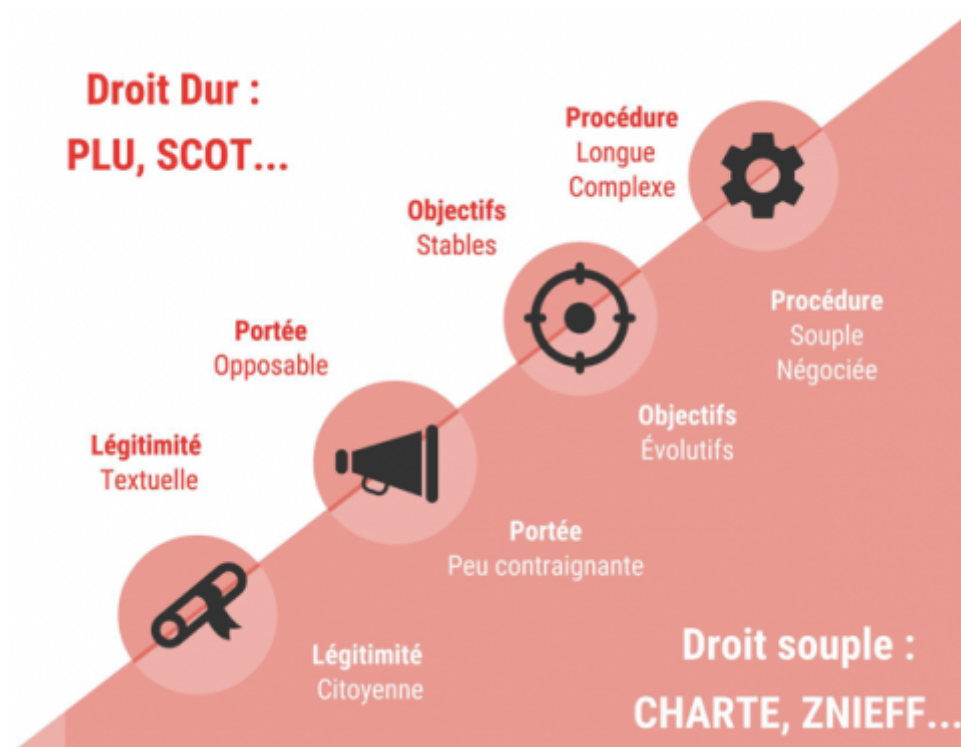 Droit Dur :
PLU, SCOT...
Procédure
Longue
Complexe
Objectifs
Stables
Portée
Opposable
Légitimité
Textuelle
Procédure
Souple
Négociée
Objectifs
Évolutifs
Portée
Peu contraignante
Légitimité
Citoyenne
Droit souple :
CHARTE, ZNIEFF...